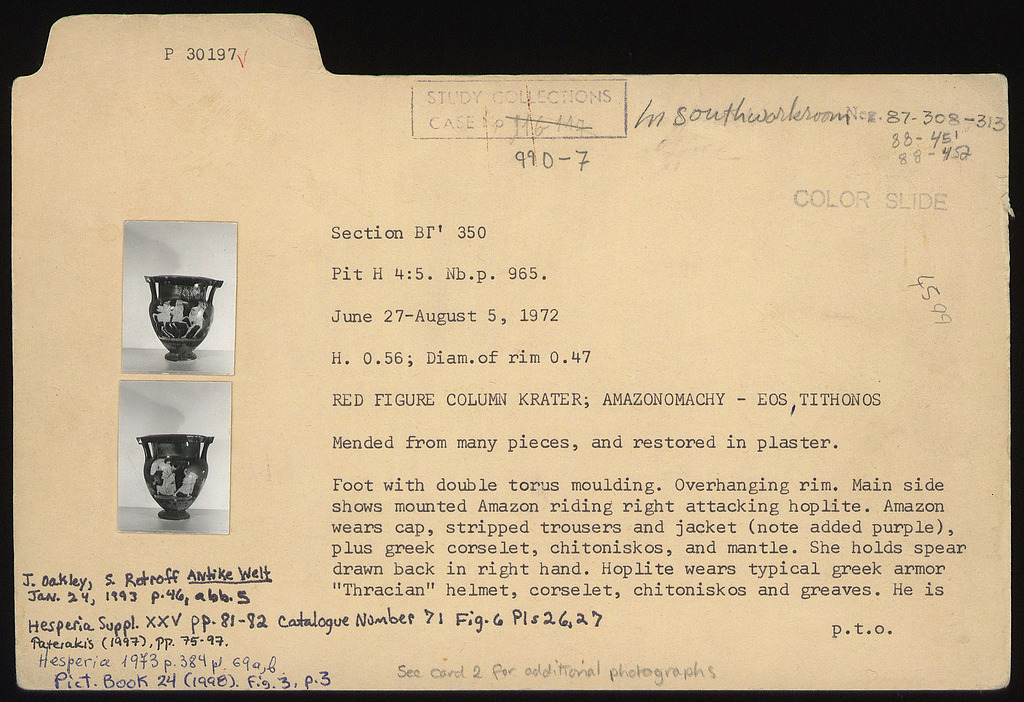 P 30197 √
STUDY COLLECTIONS
CASE
990-7
In southworkroom
Neg. 87-308-313
88-451
88-452
COLOR SLIDE
Section ΒΓ' 350
Pit H 4:5. Nb.p. 965.
June 27-August 5, 1972
H. 0.56; Diam.of rim 0.47
RED FIGURE COLUMN KRATER; AMAZONOMACHY - EOS,TITHONOS
Mended from many pieces, and restored in plaster.
Foot with double torus moulding. Overhanging rim. Main side
shows mounted Amazon riding right attacking hoplite. Amazon
wears cap, stripped trousers and jacket (note added purple),
plus greek corselet, chitoniskos, and mantle. She holds spear
drawn back in right hand. Hoplite wears typical greek armor
"Thracian" helmet, corselet, chitoniskos and greaves. He is
p.t.o.
J. Oakley, S. Rotroff Antike Welt
Jan. 24, 1993 p.46, abb.5
Hesperia Suppl. XXV pp. 81-82 Catalogue Number 71 Fig.6 Pls 26,27
Paterakis (1997), pp. 75-97.
Hesperia 1973 p.384 pl. 69a,b
Pict. Book 24 (1998). Fig. 3, p.3
See card 2 for additional photographs